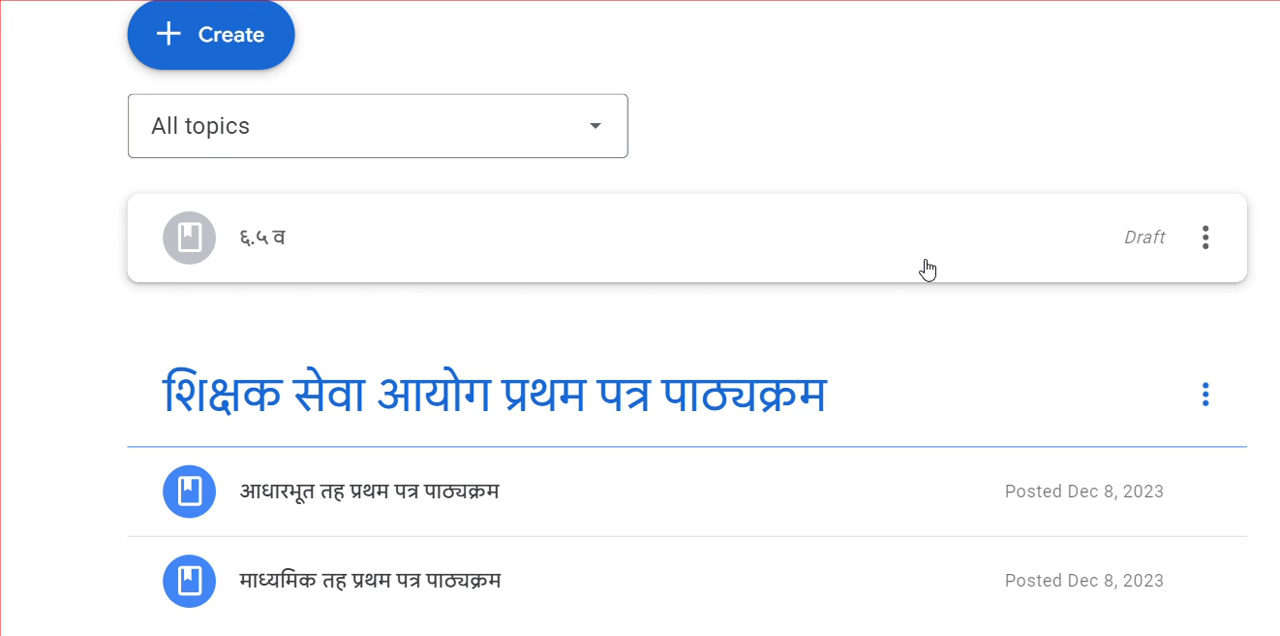 Create
All topics
६.५ व
Draft
शिक्षक सेवा आयोग प्रथम पत्र पाठ्यक्रम
आधारभूत तह प्रथम पत्र पाठ्यक्रम
Posted Dec 8, 2023
माध्यमिक तह प्रथम पत्र पाठ्यक्रम
Posted Dec 8, 2023